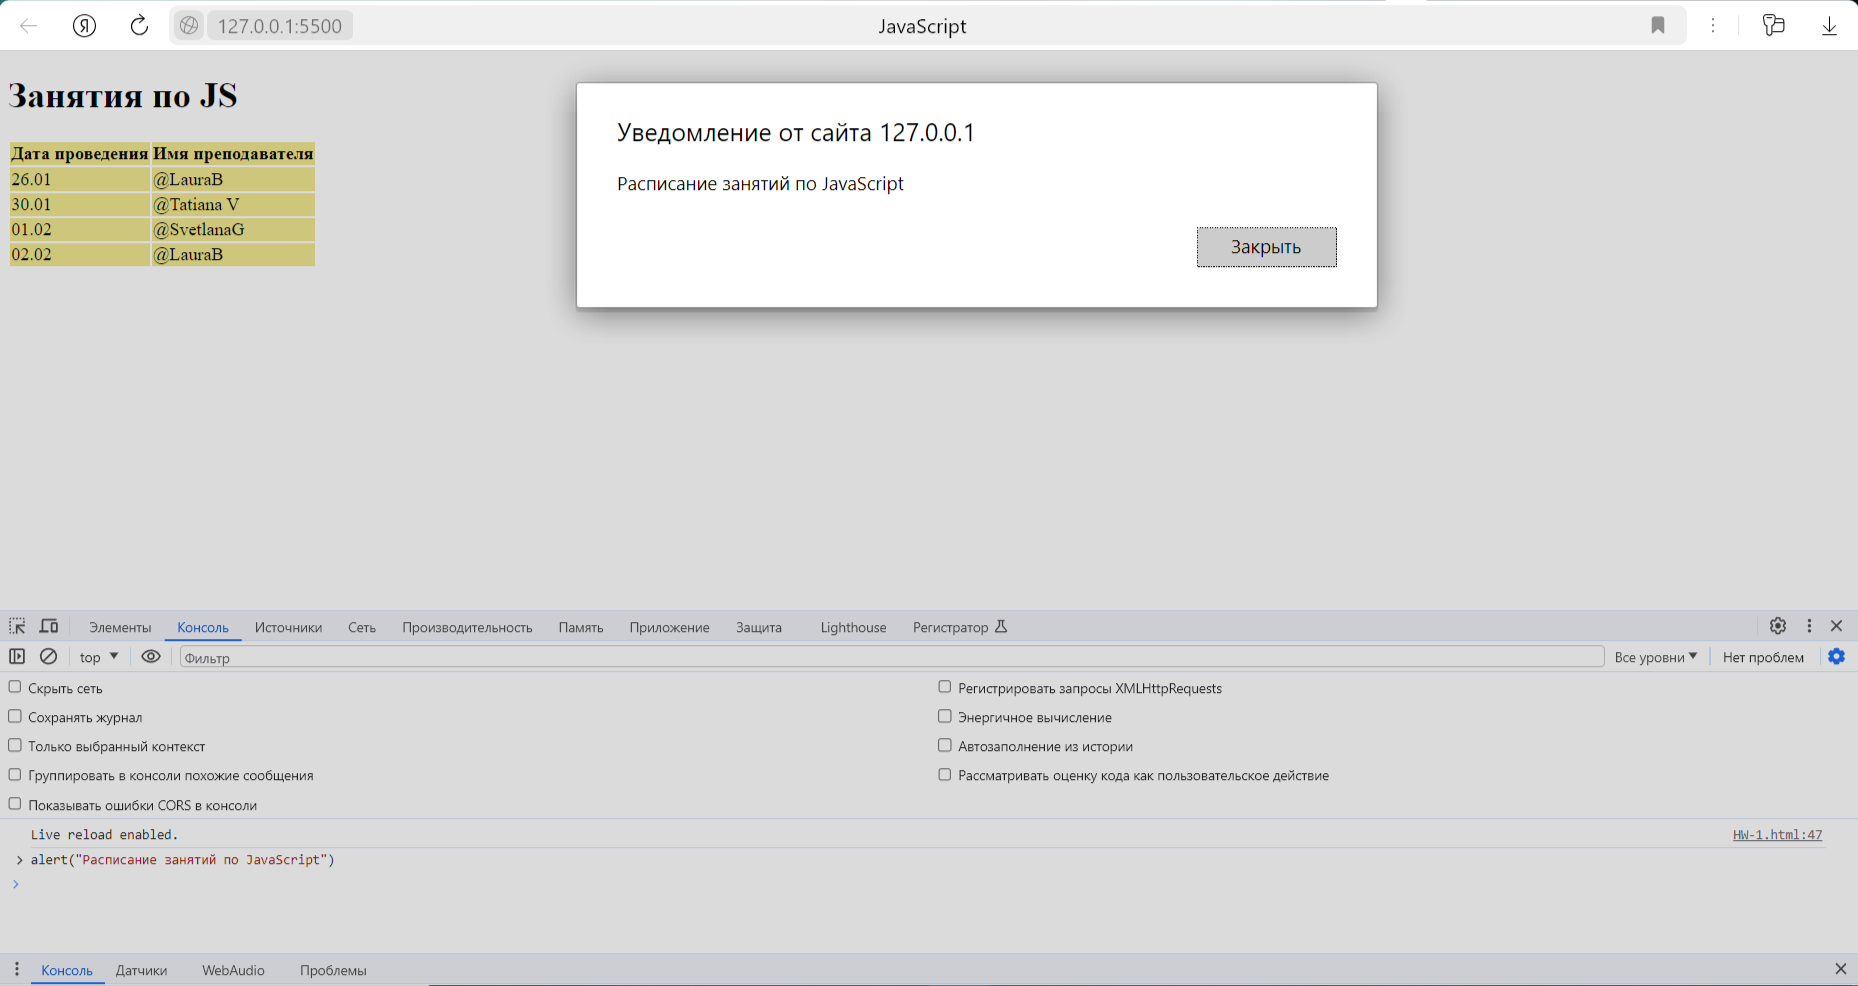 Я
127.0.0.1:5500
JavaScript
Занятия по JS
Дата проведения Имя преподавателя
26.01 @LauraB
30.01 @Tatiana V
01.02 @SvetlanaG
02.02 @LauraB
Уведомление от сайта 127.0.0.1
Расписание занятий по JavaScript
Закрыть
Элементы Консоль Источники Сеть Производительность Память Приложение Защита Lighthouse Регистратор
top Фильтр Все уровни Нет проблем
Скрыть сеть Регистрировать запросы XMLHttpRequests
Сохранять журнал Энергичное вычисление
Только выбранный контекст Автозаполнение из истории
Группировать в консоли похожие сообщения Рассматривать оценку кода как пользовательское действие
Показывать ошибки CORS в консоли
Live reload enabled. HW-1.html:47
> alert("Расписание занятий по JavaScript")
>
Консоль Датчики WebAudio Проблемы